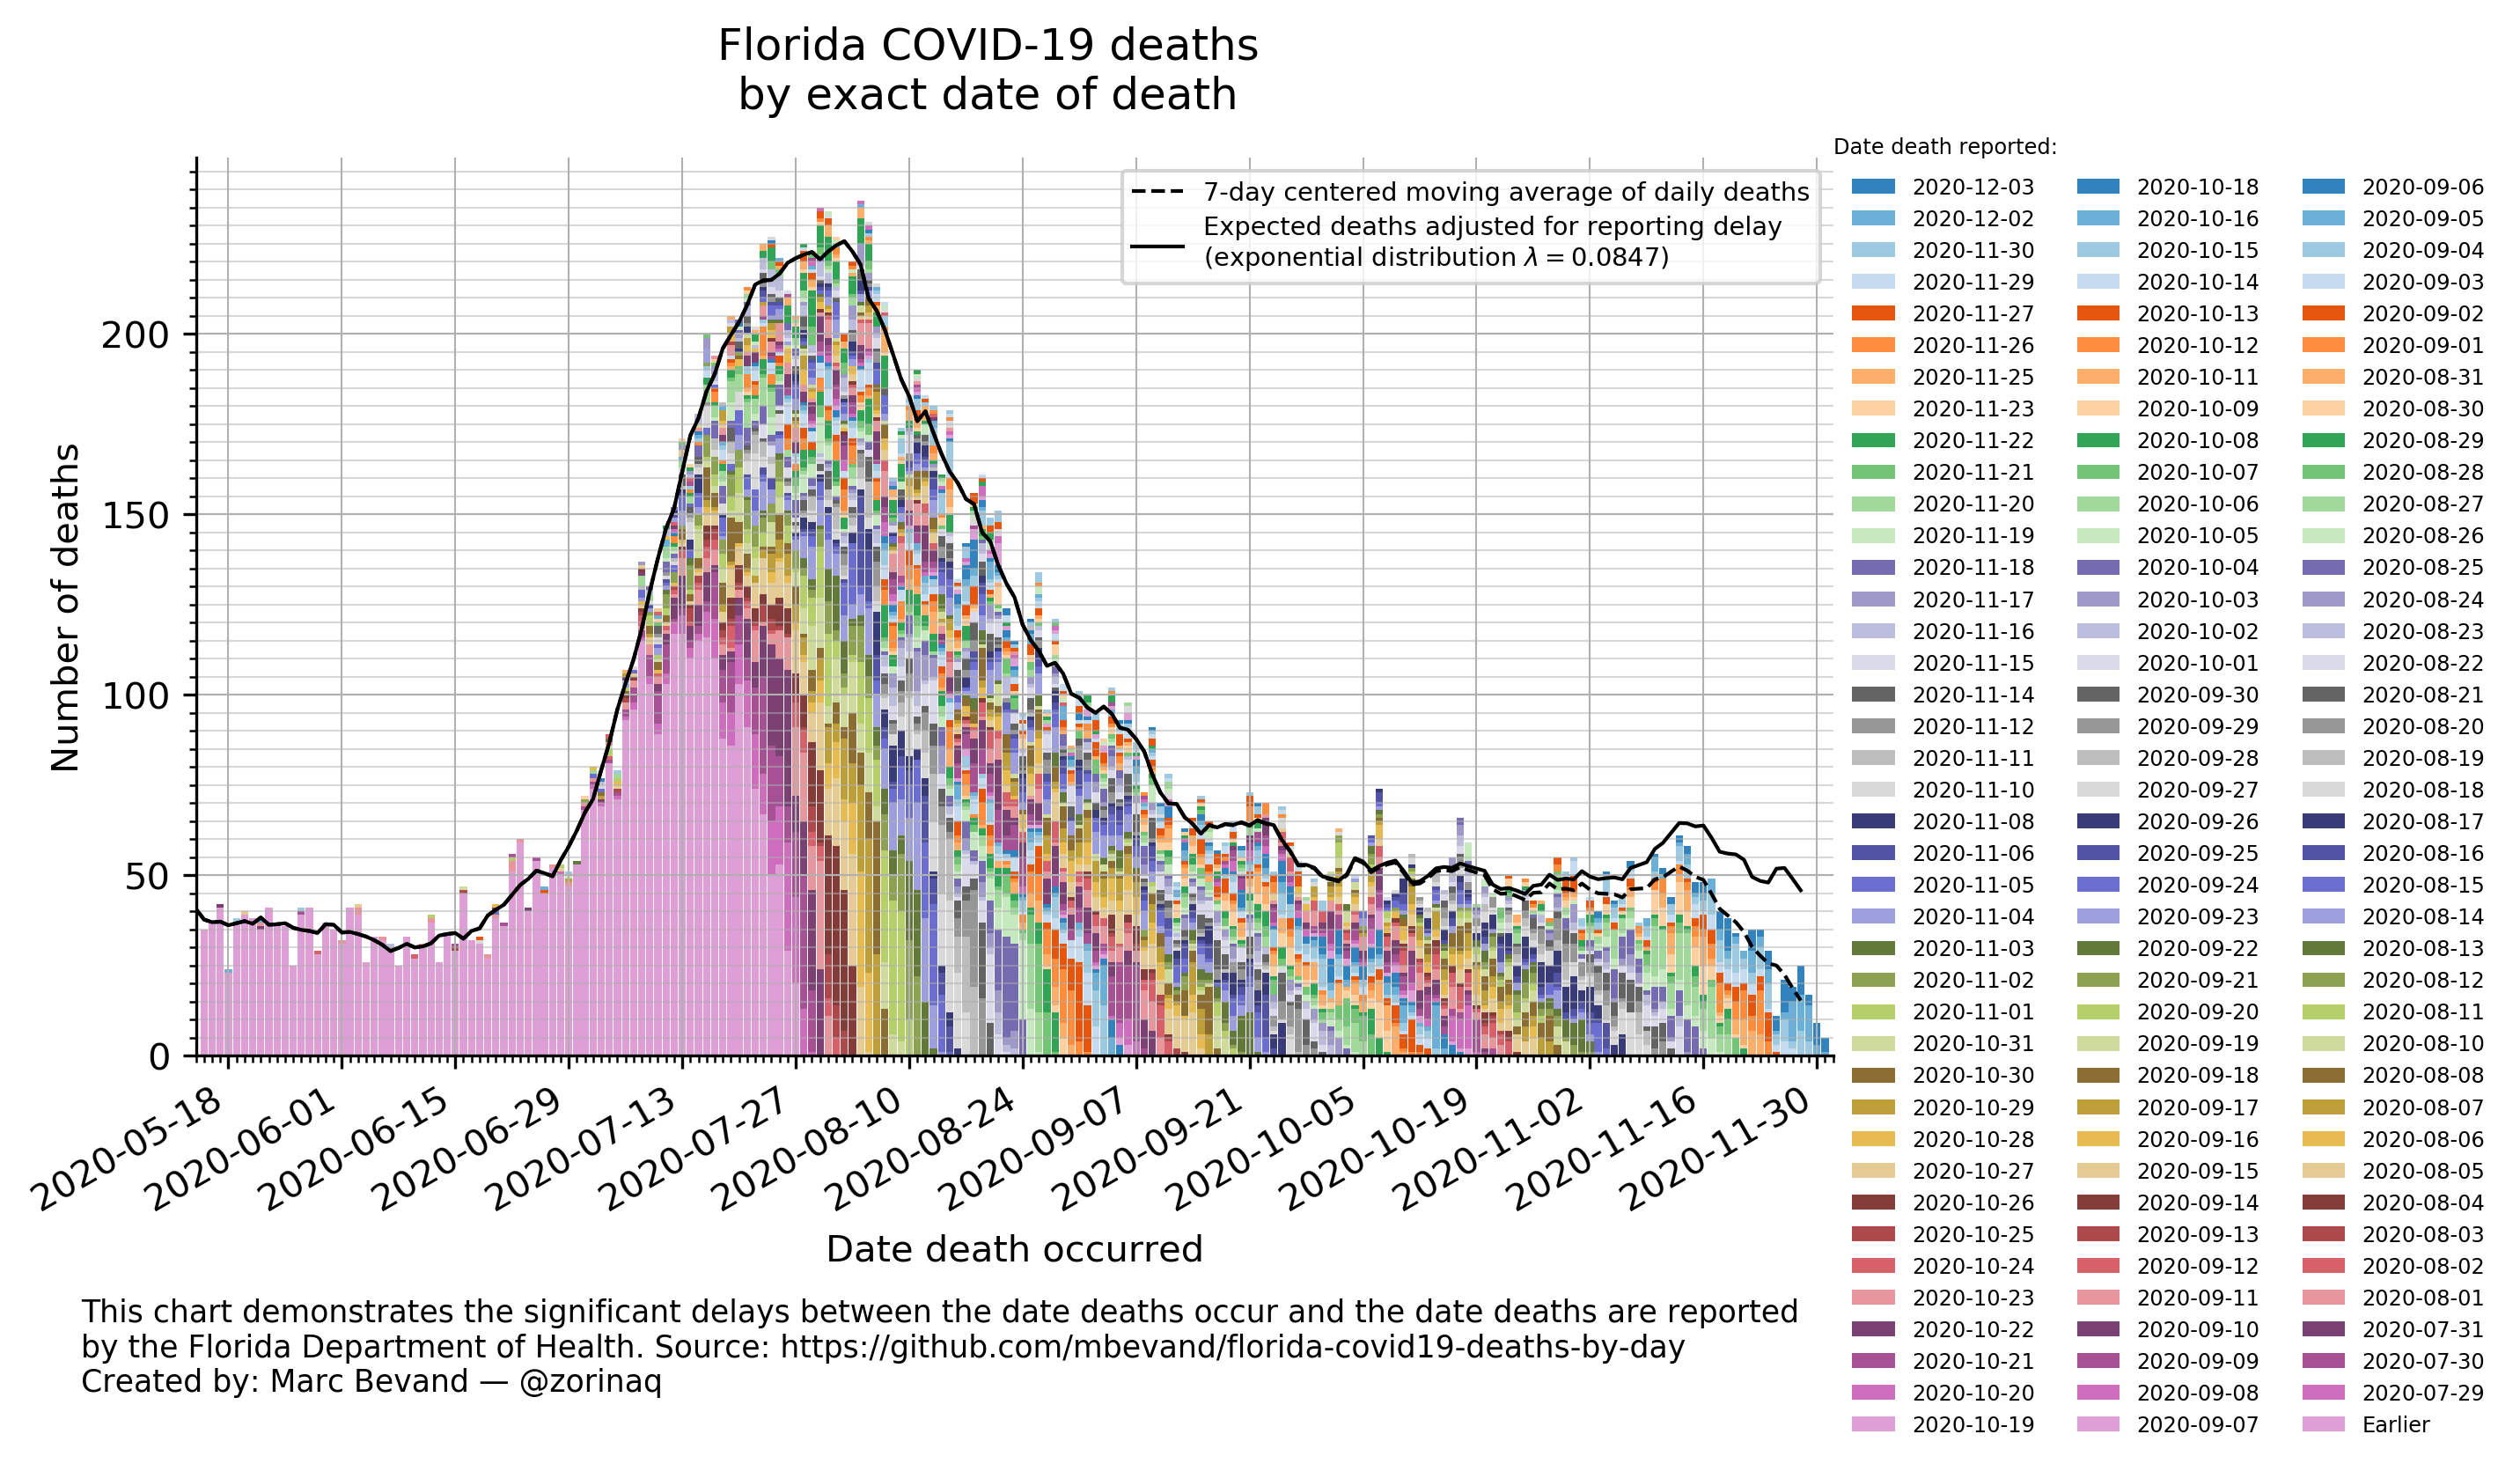 Florida COVID-19 deaths
by exact date of death
Date death reported:
7-day centered moving average of daily deaths
Expected deaths adjusted for reporting delay
(exponential distribution λ = 0.0847)
2020-12-03 2020-10-18 2020-09-06
2020-12-02 2020-10-16 2020-09-05
2020-11-30 2020-10-15 2020-09-04
2020-11-29 2020-10-14 2020-09-03
2020-11-27 2020-10-13 2020-09-02
2020-11-26 2020-10-12 2020-09-01
2020-11-25 2020-10-11 2020-08-31
2020-11-23 2020-10-09 2020-08-30
2020-11-22 2020-10-08 2020-08-29
2020-11-21 2020-10-07 2020-08-28
2020-11-20 2020-10-06 2020-08-27
2020-11-19 2020-10-05 2020-08-26
2020-11-18 2020-10-04 2020-08-25
2020-11-17 2020-10-03 2020-08-24
2020-11-16 2020-10-02 2020-08-23
2020-11-15 2020-10-01 2020-08-22
2020-11-14 2020-09-30 2020-08-21
2020-11-12 2020-09-29 2020-08-20
2020-11-11 2020-09-28 2020-08-19
2020-11-10 2020-09-27 2020-08-18
2020-11-08 2020-09-26 2020-08-17
2020-11-06 2020-09-25 2020-08-16
2020-11-05 2020-09-24 2020-08-15
2020-11-04 2020-09-23 2020-08-14
2020-11-03 2020-09-22 2020-08-13
2020-11-02 2020-09-21 2020-08-12
2020-11-01 2020-09-20 2020-08-11
2020-10-31 2020-09-19 2020-08-10
2020-10-30 2020-09-18 2020-08-08
2020-10-29 2020-09-17 2020-08-07
2020-10-28 2020-09-16 2020-08-06
2020-10-27 2020-09-15 2020-08-05
2020-10-26 2020-09-14 2020-08-04
2020-10-25 2020-09-13 2020-08-03
2020-10-24 2020-09-12 2020-08-02
2020-10-23 2020-09-11 2020-08-01
2020-10-22 2020-09-10 2020-07-31
2020-10-21 2020-09-09 2020-07-30
2020-10-20 2020-09-08 2020-07-29
2020-10-19 2020-09-07 Earlier
Number of deaths
200
150
100
50
0
2020-05-18
2020-06-01
2020-06-15
2020-06-29
2020-07-13
2020-07-27
2020-08-10
2020-08-24
2020-09-07
2020-09-21
2020-10-05
2020-10-19
2020-11-02
2020-11-16
2020-11-30
Date death occurred
This chart demonstrates the significant delays between the date deaths occur and the date deaths are reported
by the Florida Department of Health. Source: https://github.com/mbevand/florida-covid19-deaths-by-day
Created by: Marc Bevand — @zorinaq